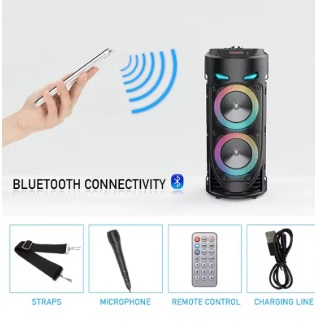 BLUETOOTH CONNECTIVITY
STRAPS
MICROPHONE
REMOTE CONTROL
CHARGING LINE